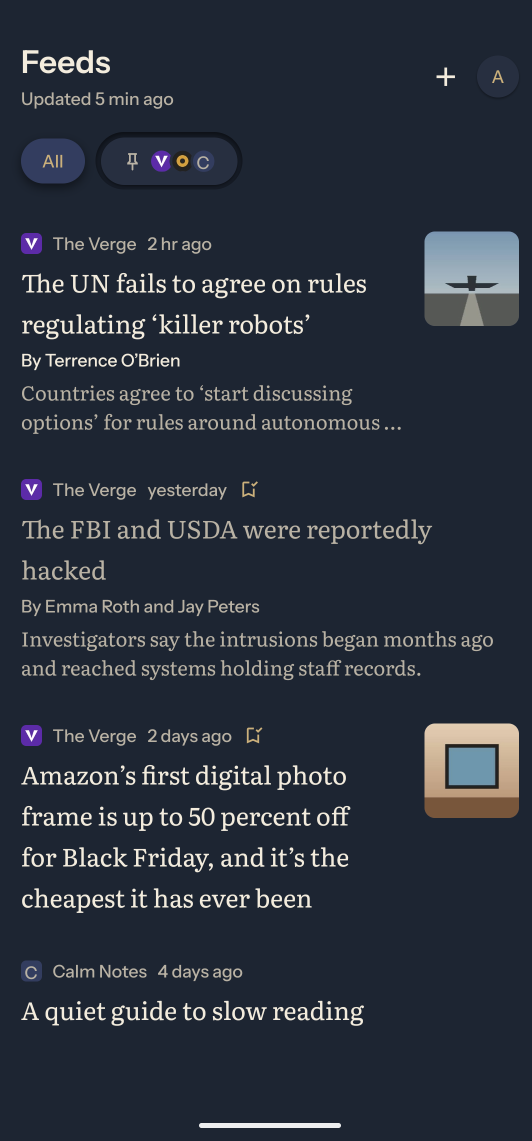 Feeds
Updated 5 min ago
+ A
All
V C
V The Verge 2 hr ago
The UN fails to agree on rules
regulating ‘killer robots’
By Terrence O’Brien
Countries agree to ‘start discussing
options’ for rules around autonomous…
V The Verge yesterday
The FBI and USDA were reportedly
hacked
By Emma Roth and Jay Peters
Investigators say the intrusions began months ago
and reached systems holding staff records.
V The Verge 2 days ago
Amazon’s first digital photo
frame is up to 50 percent off
for Black Friday, and it’s the
cheapest it has ever been
C Calm Notes 4 days ago
A quiet guide to slow reading